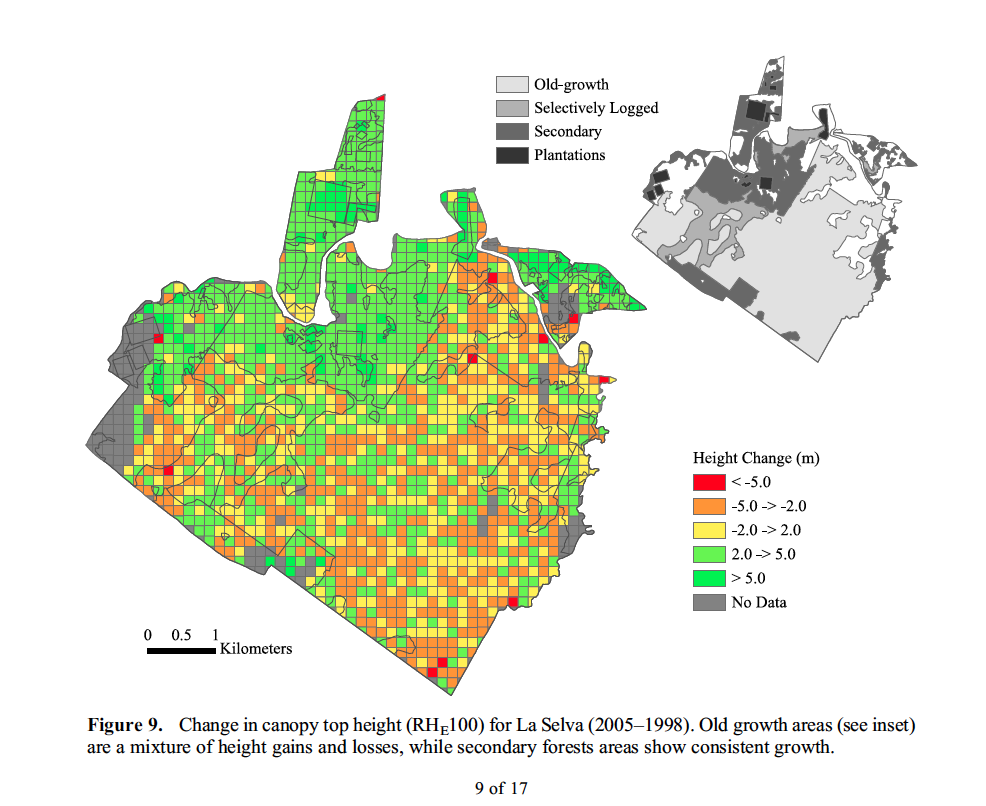 Old-growth
Selectively Logged
Secondary
Plantations
Height Change (m)
< -5.0
-5.0 -> -2.0
-2.0 -> 2.0
2.0 -> 5.0
> 5.0
No Data
0 0.5 1
Kilometers
Figure 9. Change in canopy top height (RHE100) for La Selva (2005–1998). Old growth areas (see inset)
are a mixture of height gains and losses, while secondary forests areas show consistent growth.
9 of 17